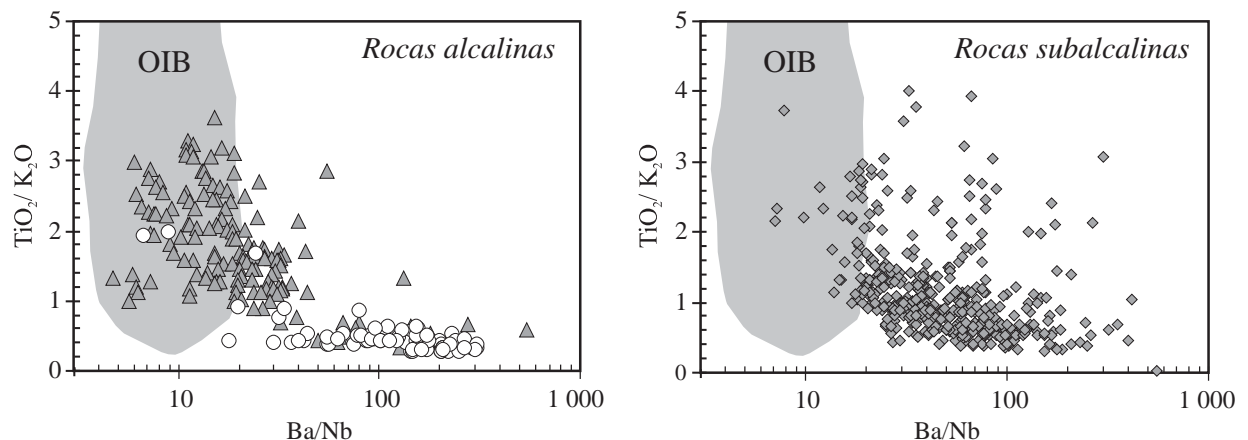 5
4
3
2
1
0
TiO₂/ K₂O
OIB
Rocas alcalinas
10
100
1 000
Ba/Nb
5
4
3
2
1
0
TiO₂/ K₂O
OIB
Rocas subalcalinas
10
100
1 000
Ba/Nb